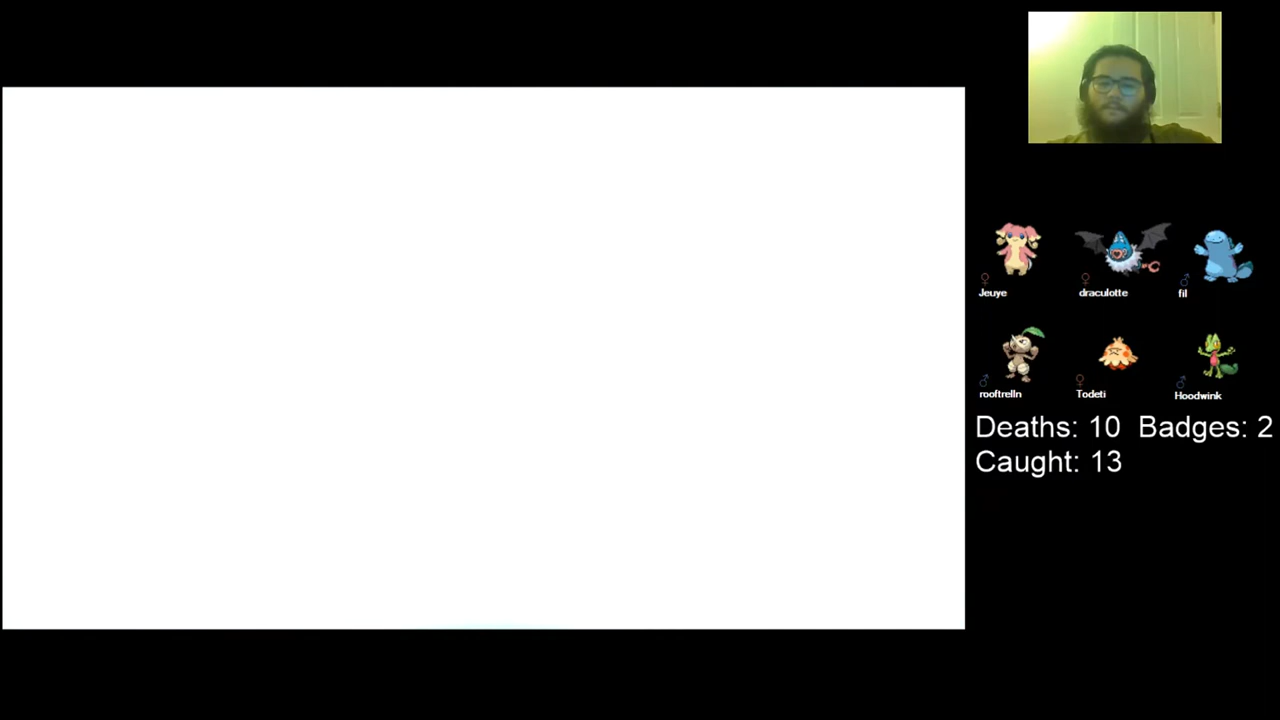 Jeuye draculotte fil
rooftrelln Todeti Hoodwink
Deaths: 10 Badges: 2
Caught: 13